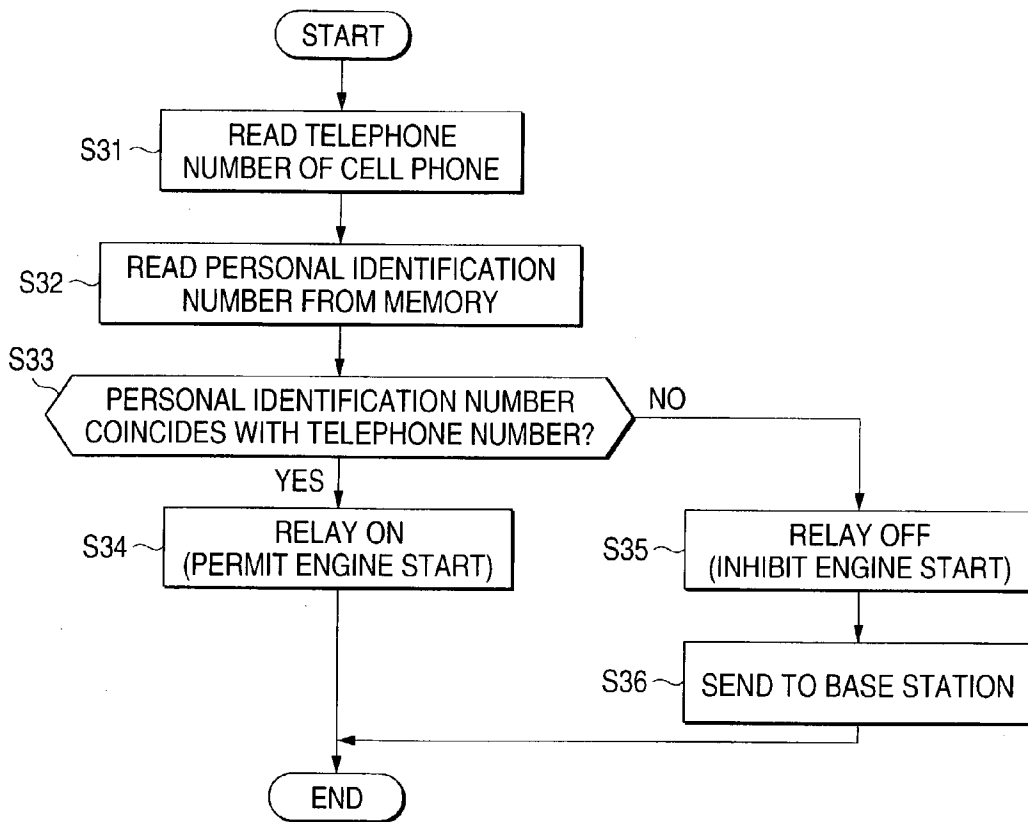 START
S31
READ TELEPHONE
NUMBER OF CELL PHONE
S32
READ PERSONAL IDENTIFICATION
NUMBER FROM MEMORY
S33
PERSONAL IDENTIFICATION NUMBER
COINCIDES WITH TELEPHONE NUMBER?
NO
YES
S34
RELAY ON
(PERMIT ENGINE START)
S35
RELAY OFF
(INHIBIT ENGINE START)
S36
SEND TO BASE STATION
END